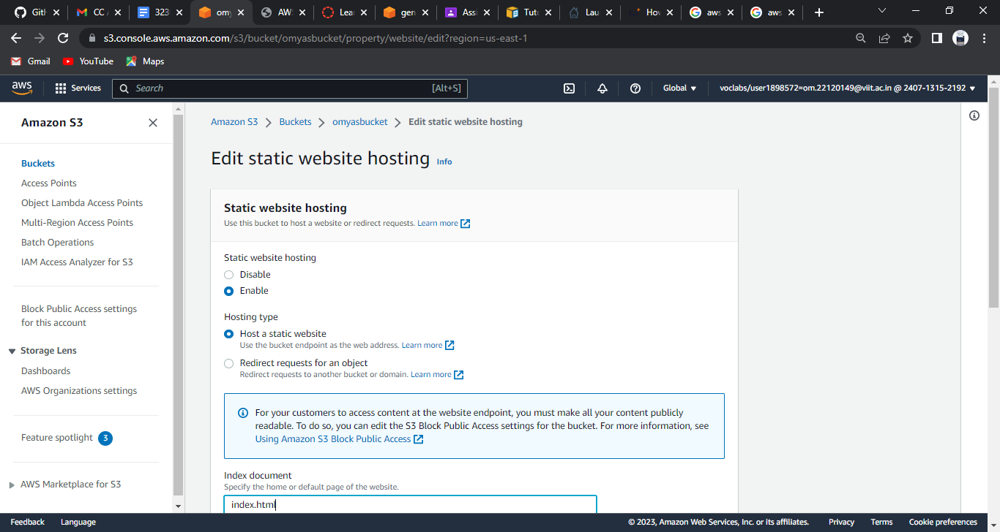 Gitl
CC
323
om
AW
Lea
gen
Assi
Tuto
Lau
How
aws
aws
s3.console.aws.amazon.com/s3/bucket/omyasbucket/property/website/edit?region=us-east-1
Gmail
YouTube
Maps
aws
Services
Search
[Alt+S]
Global
voclabs/user1898572=om.22120149@viit.ac.in @ 2407-1315-2192
Amazon S3
Buckets
Access Points
Object Lambda Access Points
Multi-Region Access Points
Batch Operations
IAM Access Analyzer for S3
Block Public Access settings
for this account
Storage Lens
Dashboards
AWS Organizations settings
Feature spotlight 3
AWS Marketplace for S3
Amazon S3 > Buckets > omyasbucket > Edit static website hosting
Edit static website hosting Info
Static website hosting
Use this bucket to host a website or redirect requests. Learn more
Static website hosting
Disable
Enable
Hosting type
Host a static website
Use the bucket endpoint as the web address. Learn more
Redirect requests for an object
Redirect requests to another bucket or domain. Learn more
For your customers to access content at the website endpoint, you must make all your content publicly
readable. To do so, you can edit the S3 Block Public Access settings for the bucket. For more information, see
Using Amazon S3 Block Public Access
Index document
Specify the home or default page of the website.
index.html
Feedback
Language
© 2023, Amazon Web Services, Inc. or its affiliates.
Privacy
Terms
Cookie preferences